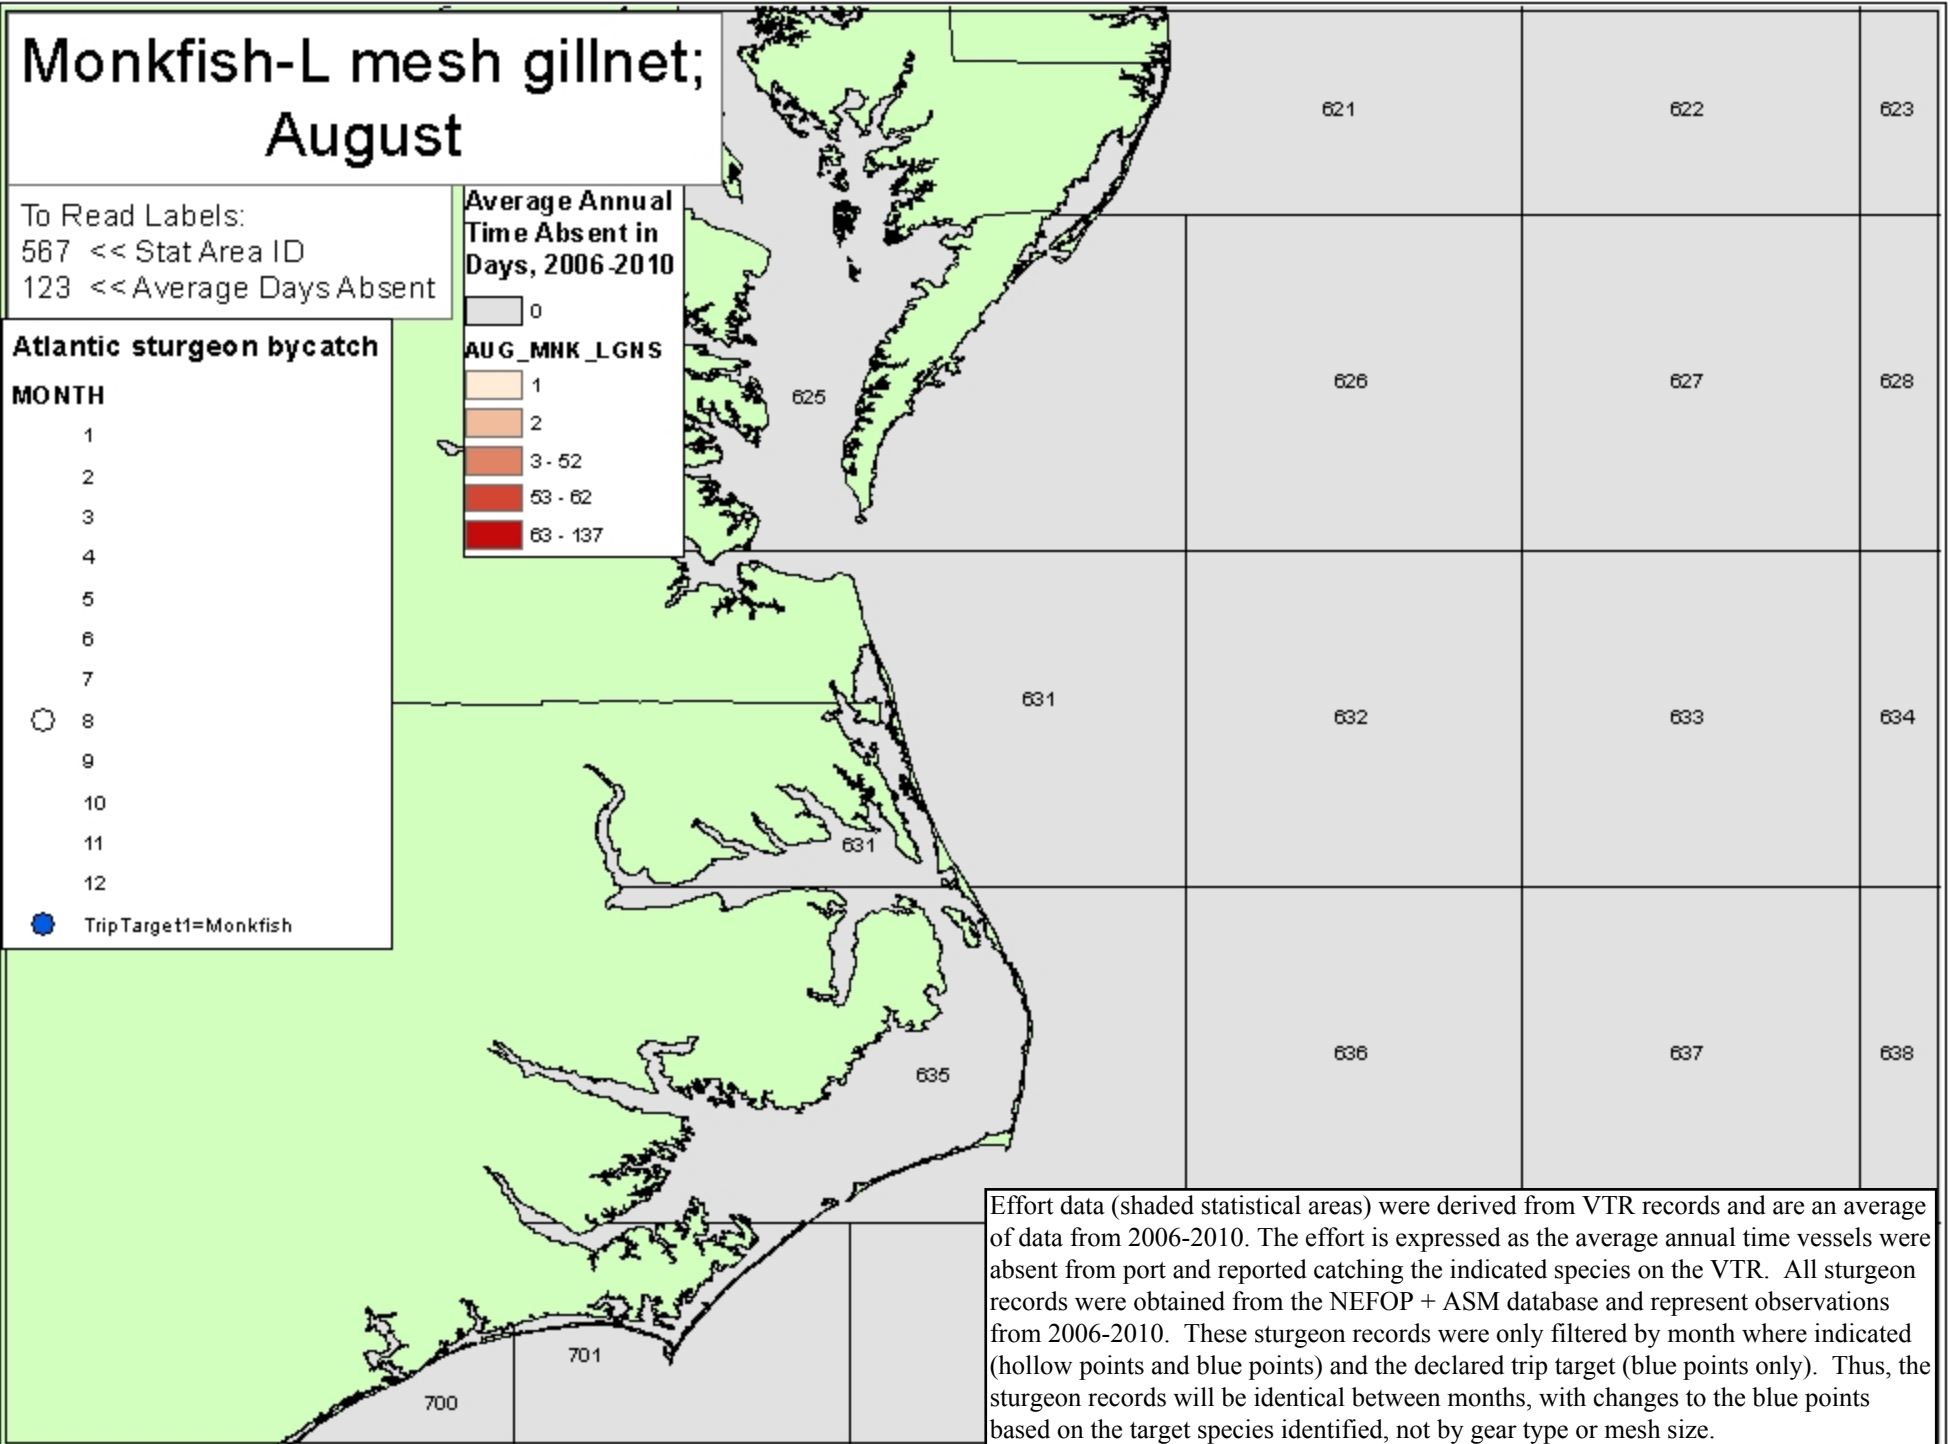 Monkfish-L mesh gillnet;
August
To Read Labels:
567 << Stat Area ID
123 << Average Days Absent
Average Annual
Time Absent in
Days, 2006-2010
0
AUG_MNK_LGNS
1
2
3 - 52
53 - 62
63 - 137
Atlantic sturgeon bycatch
MONTH
1
2
3
4
5
6
7
8
9
10
11
12
TripTarget1=Monkfish
621
622
623
625
626
627
628
631
632
633
634
631
635
636
637
638
700
701
Effort data (shaded statistical areas) were derived from VTR records and are an average
of data from 2006-2010. The effort is expressed as the average annual time vessels were
absent from port and reported catching the indicated species on the VTR.  All sturgeon
records were obtained from the NEFOP + ASM database and represent observations
from 2006-2010.  These sturgeon records were only filtered by month where indicated
(hollow points and blue points) and the declared trip target (blue points only).  Thus, the
sturgeon records will be identical between months, with changes to the blue points
based on the target species identified, not by gear type or mesh size.